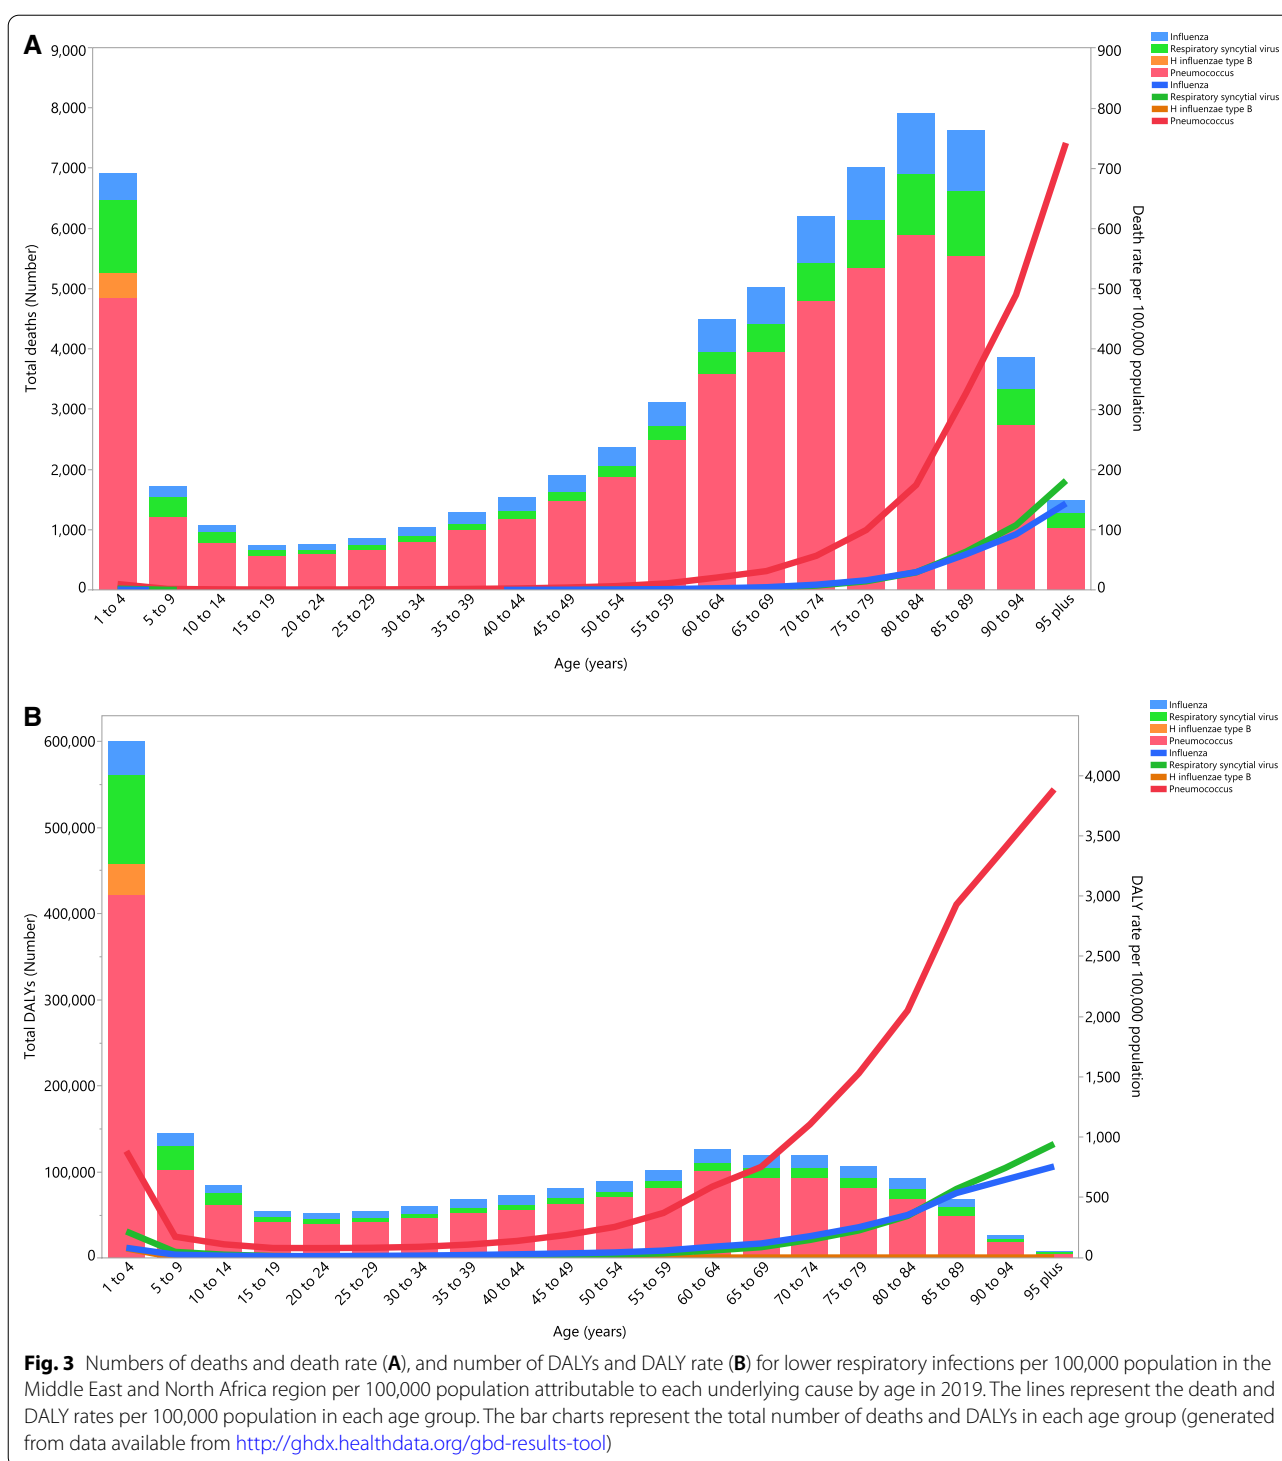 A
9,000
8,000
7,000
6,000
5,000
4,000
3,000
2,000
1,000
0
Total deaths (Number)
900
800
700
600
500
400
300
200
100
0
Death rate per 100,000 population
Influenza
Respiratory syncytial virus
H influenzae type B
Pneumococcus
Influenza
Respiratory syncytial virus
H influenzae type B
Pneumococcus
1 to 4
5 to 9
10 to 14
15 to 19
20 to 24
25 to 29
30 to 34
35 to 39
40 to 44
45 to 49
50 to 54
55 to 59
60 to 64
65 to 69
70 to 74
75 to 79
80 to 84
85 to 89
90 to 94
95 plus
Age (years)
B
600,000
500,000
400,000
300,000
200,000
100,000
0
Total DALYs (Number)
4,000
3,500
3,000
2,500
2,000
1,500
1,000
500
0
DALY rate per 100,000 population
Influenza
Respiratory syncytial virus
H influenzae type B
Pneumococcus
Influenza
Respiratory syncytial virus
H influenzae type B
Pneumococcus
1 to 4
5 to 9
10 to 14
15 to 19
20 to 24
25 to 29
30 to 34
35 to 39
40 to 44
45 to 49
50 to 54
55 to 59
60 to 64
65 to 69
70 to 74
75 to 79
80 to 84
85 to 89
90 to 94
95 plus
Age (years)
Fig. 3 Numbers of deaths and death rate (A), and number of DALYs and DALY rate (B) for lower respiratory infections per 100,000 population in the
Middle East and North Africa region per 100,000 population attributable to each underlying cause by age in 2019. The lines represent the death and
DALY rates per 100,000 population in each age group. The bar charts represent the total number of deaths and DALYs in each age group (generated
from data available from http://ghdx.healthdata.org/gbd-results-tool)